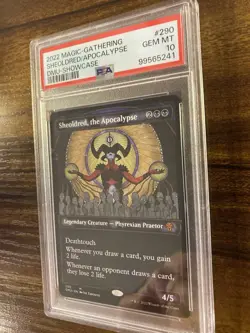 2022 MAGIC-GATHERING #290
SHEOLDRED/APOCALYPSE GEM MT
DMU-SHOWCASE 10
PSA 99565241
Sheoldred, the Apocalypse
Legendary Creature — Phyrexian Praetor
Deathtouch
Whenever you draw a card, you gain
2 life.
Whenever an opponent draws a card,
they lose 2 life.
4/5